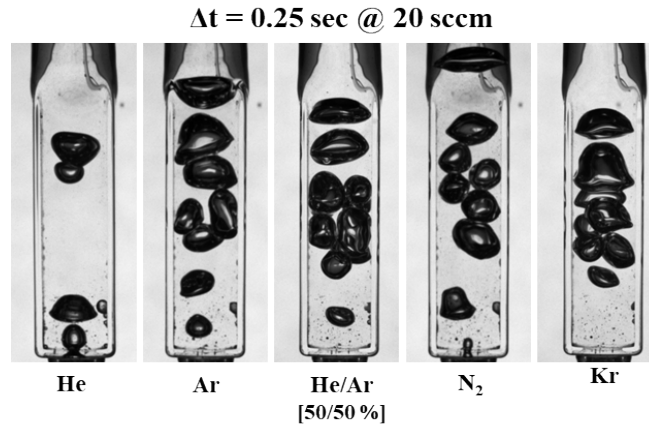 Δt = 0.25 sec @ 20 sccm
He
Ar
He/Ar
[50/50 %]
N₂
Kr